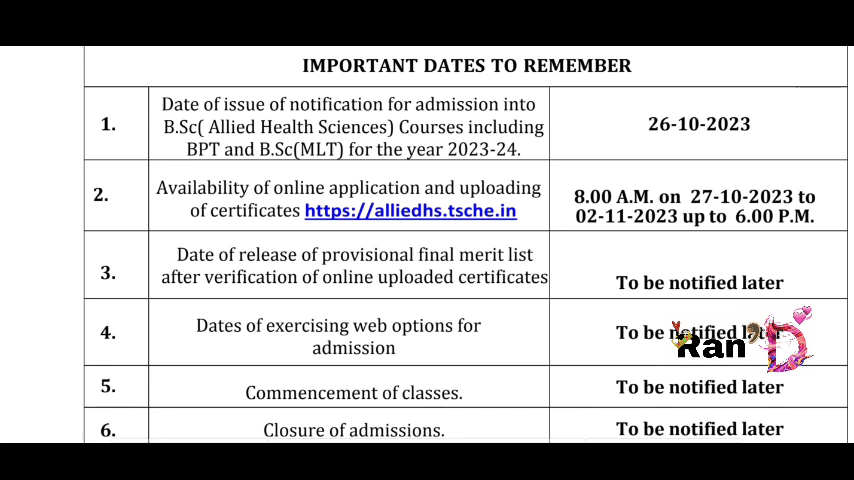 IMPORTANT DATES TO REMEMBER
1.
Date of issue of notification for admission into
B.Sc( Allied Health Sciences) Courses including
BPT and B.Sc(MLT) for the year 2023-24.
26-10-2023
2.
Availability of online application and uploading
of certificates https://alliedhs.tsche.in
8.00 A.M. on 27-10-2023 to
02-11-2023 up to 6.00 P.M.
3.
Date of release of provisional final merit list
after verification of online uploaded certificates
To be notified later
4.
Dates of exercising web options for
admission
To be notified later
Ran'D
5.
Commencement of classes.
To be notified later
6.
Closure of admissions.
To be notified later